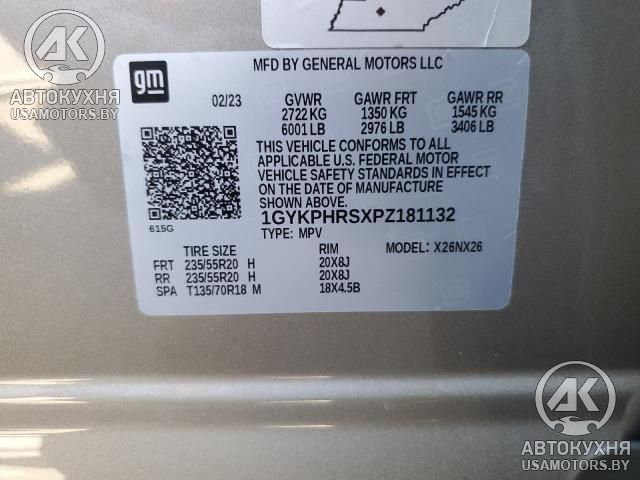 АВТОКУХНЯ
USAMOTORS.BY
gm
MFD BY GENERAL MOTORS LLC
02/23 GVWR GAWR FRT GAWR RR
2722 KG 1350 KG 1545 KG
6001 LB 2976 LB 3406 LB
THIS VEHICLE CONFORMS TO ALL
APPLICABLE U.S. FEDERAL MOTOR
VEHICLE SAFETY STANDARDS IN EFFECT
ON THE DATE OF MANUFACTURE
SHOWN ABOVE.
615G
1GYKPHRSXPZ181132
TYPE: MPV
TIRE SIZE RIM MODEL: X26NX26
FRT 235/55R20 H 20X8J
RR 235/55R20 H 20X8J
SPA T135/70R18 M 18X4.5B
AK
АВТОКУХНЯ
USAMOTORS.BY